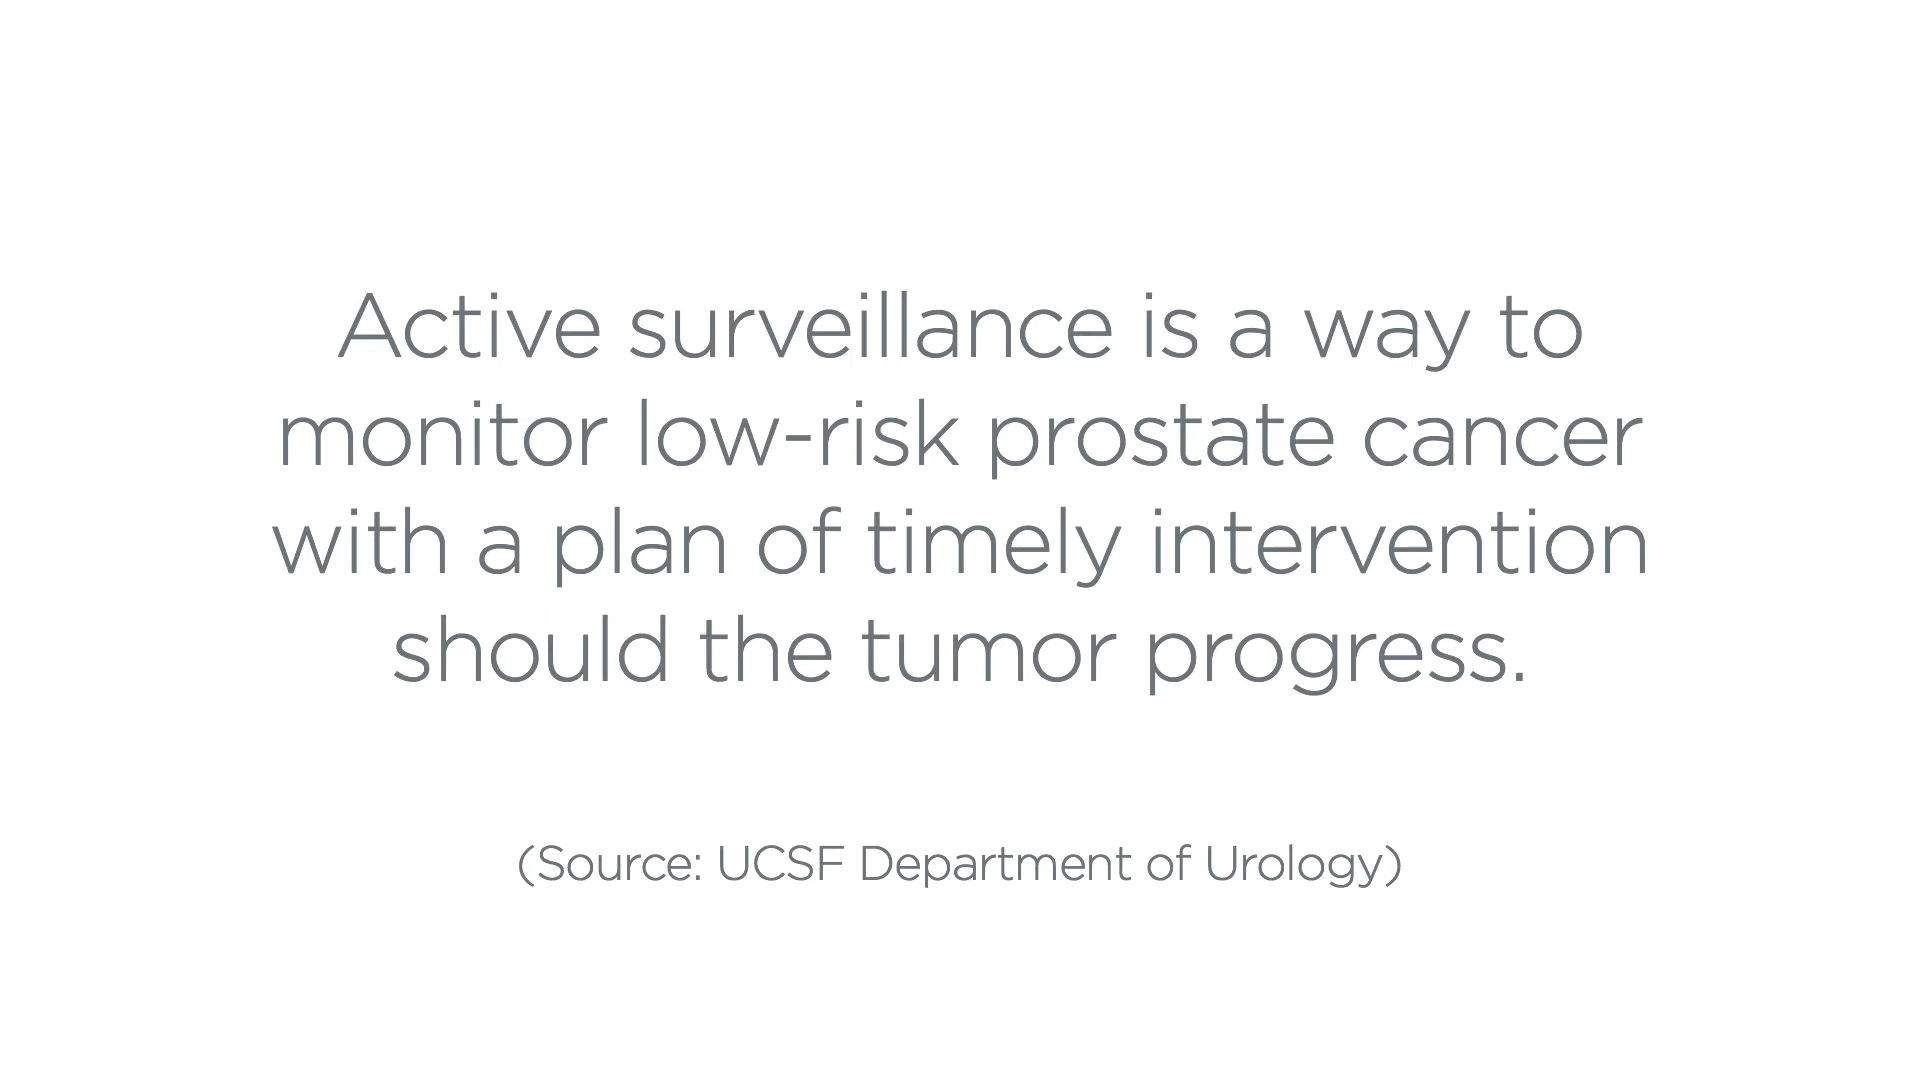 Active surveillance is a way to
monitor low-risk prostate cancer
with a plan of timely intervention
should the tumor progress.
(Source: UCSF Department of Urology)